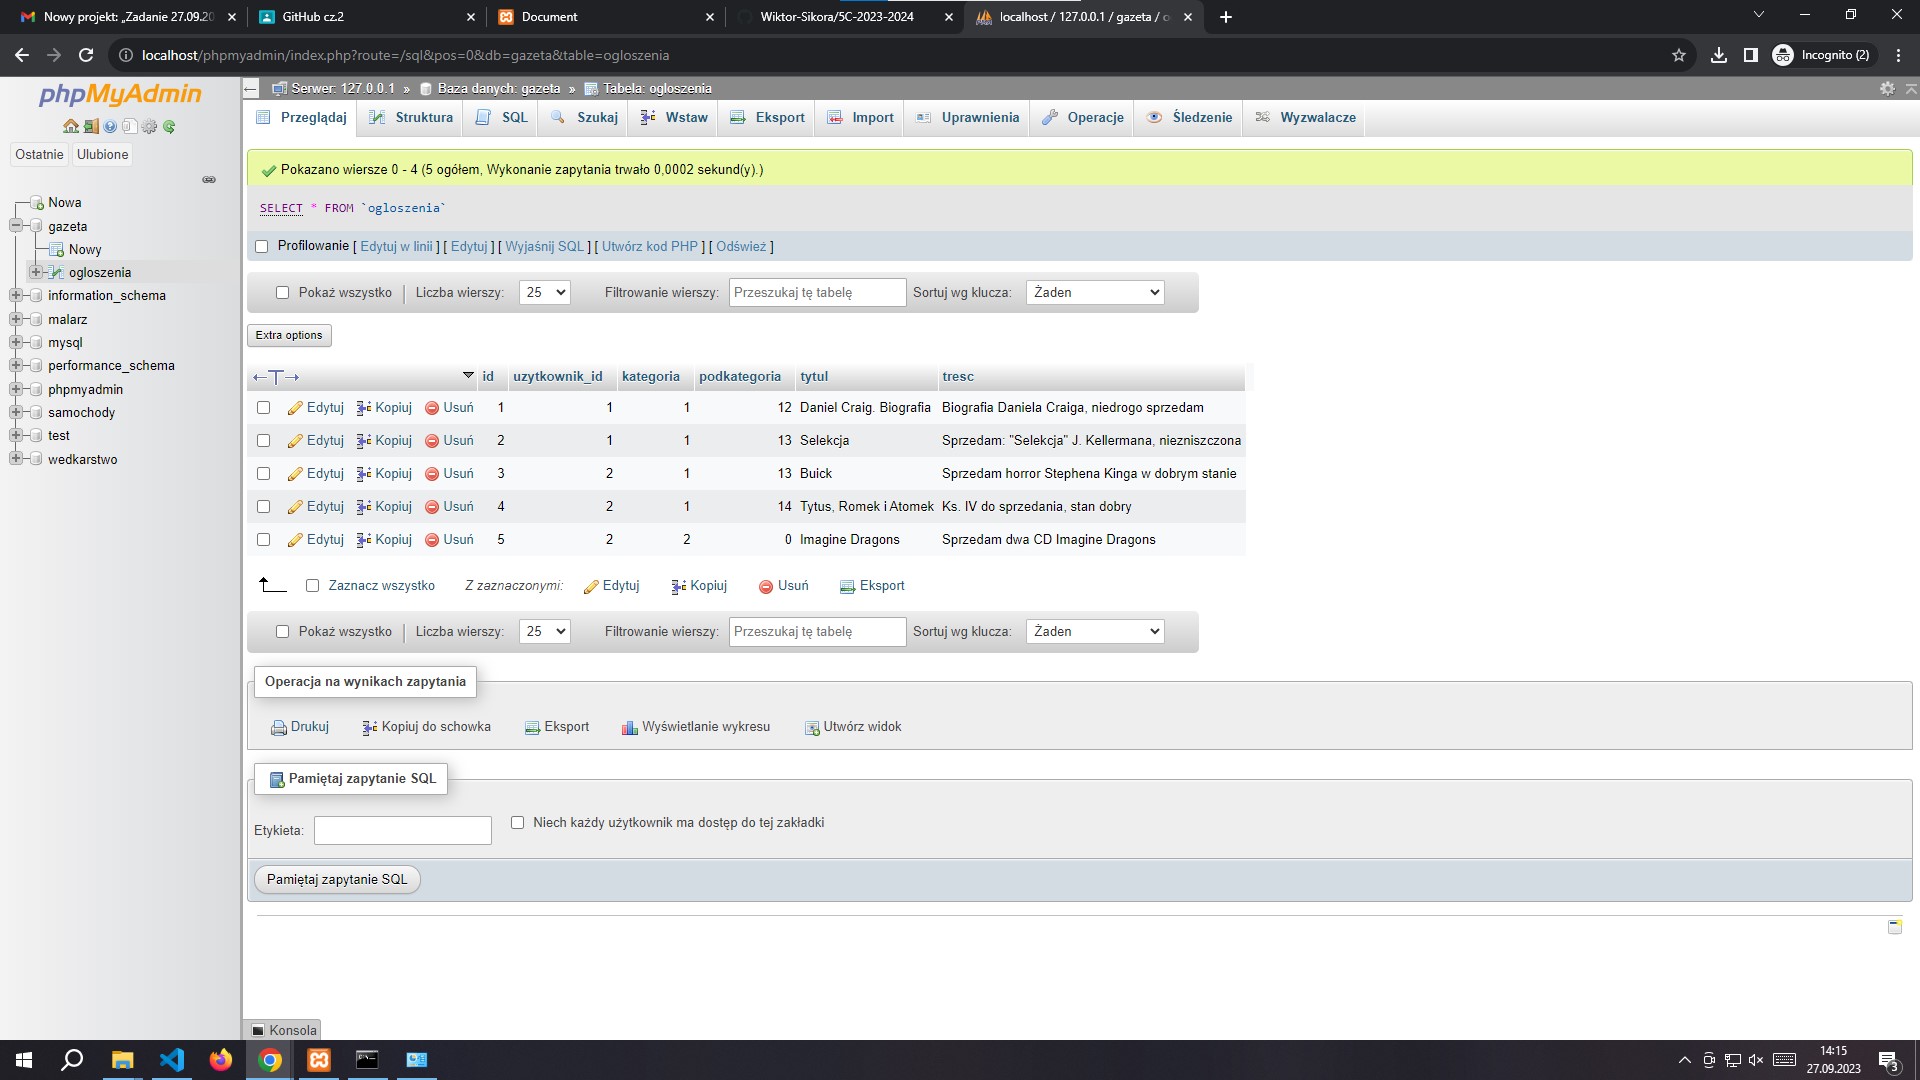 Nowy projekt: „Zadanie 27.09.20
GitHub cz.2
Document
Wiktor-Sikora/5C-2023-2024
localhost / 127.0.0.1 / gazeta / o
localhost/phpmyadmin/index.php?route=/sql&pos=0&db=gazeta&table=ogloszenia
Incognito (2)
phpMyAdmin
Ostatnie
Ulubione
Nowa
gazeta
Nowy
ogloszenia
information_schema
malarz
mysql
performance_schema
phpmyadmin
samochody
test
wedkarstwo
Serwer: 127.0.0.1 » Baza danych: gazeta » Tabela: ogloszenia
Przeglądaj Struktura SQL Szukaj Wstaw Eksport Import Uprawnienia Operacje Śledzenie Wyzwalacze
Pokazano wiersze 0 - 4 (5 ogółem, Wykonanie zapytania trwało 0,0002 sekund(y).)
SELECT * FROM `ogloszenia`
Profilowanie [ Edytuj w linii ] [ Edytuj ] [ Wyjaśnij SQL ] [ Utwórz kod PHP ] [ Odśwież ]
Pokaż wszystko | Liczba wierszy: 25 Filtrowanie wierszy: Przeszukaj tę tabelę Sortuj wg klucza: Żaden
Extra options
←T→ id uzytkownik_id kategoria podkategoria tytul tresc
Edytuj Kopiuj Usuń 1 1 1 12 Daniel Craig. Biografia Biografia Daniela Craiga, niedrogo sprzedam
Edytuj Kopiuj Usuń 2 1 1 13 Selekcja Sprzedam: "Selekcja" J. Kellermana, niezniszczona
Edytuj Kopiuj Usuń 3 2 1 13 Buick Sprzedam horror Stephena Kinga w dobrym stanie
Edytuj Kopiuj Usuń 4 2 1 14 Tytus, Romek i Atomek Ks. IV do sprzedania, stan dobry
Edytuj Kopiuj Usuń 5 2 2 0 Imagine Dragons Sprzedam dwa CD Imagine Dragons
Zaznacz wszystko Z zaznaczonymi: Edytuj Kopiuj Usuń Eksport
Pokaż wszystko | Liczba wierszy: 25 Filtrowanie wierszy: Przeszukaj tę tabelę Sortuj wg klucza: Żaden
Operacja na wynikach zapytania
Drukuj Kopiuj do schowka Eksport Wyświetlanie wykresu Utwórz widok
Pamiętaj zapytanie SQL
Etykieta: Niech każdy użytkownik ma dostęp do tej zakładki
Pamiętaj zapytanie SQL
Konsola
14:15
27.09.2023
3